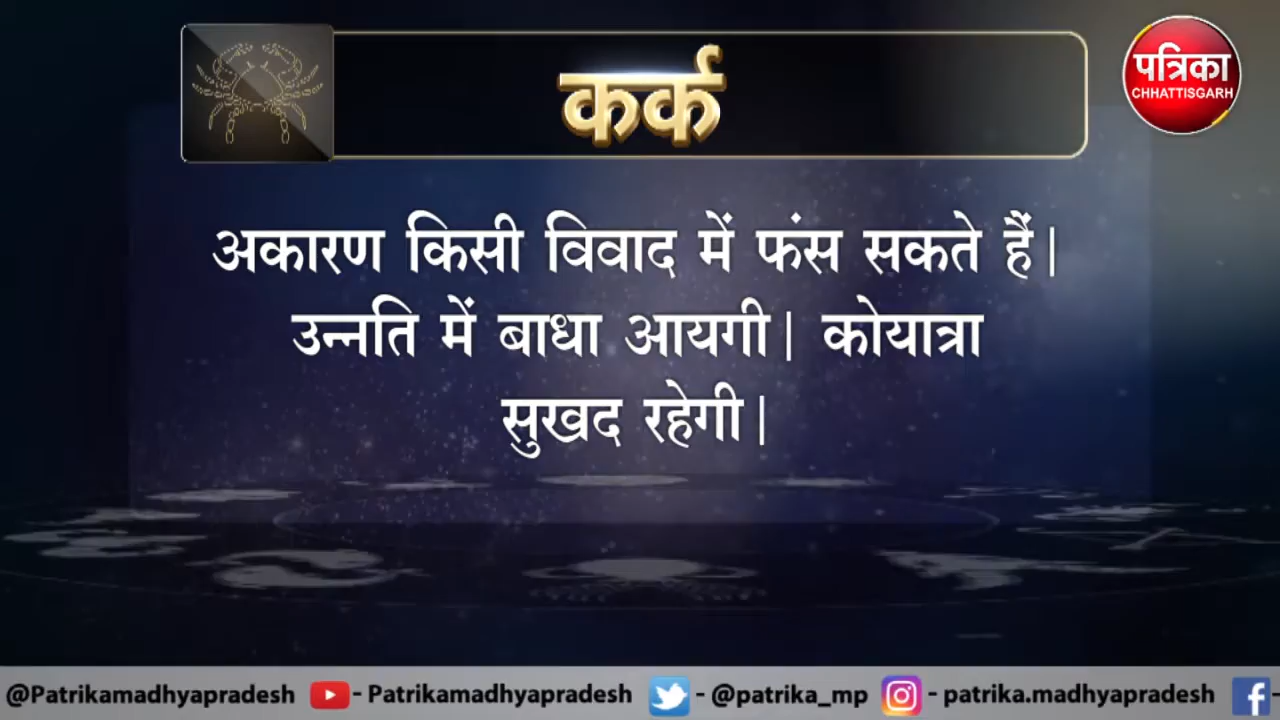 कर्क
पत्रिका
CHHATTISGARH
अकारण किसी विवाद में फंस सकते हैं|
उन्नति में बाधा आयगी| कोयात्रा
सुखद रहेगी|
@Patrikamadhyapradesh - Patrikamadhyapradesh - @patrika_mp - patrika.madhyapradesh -